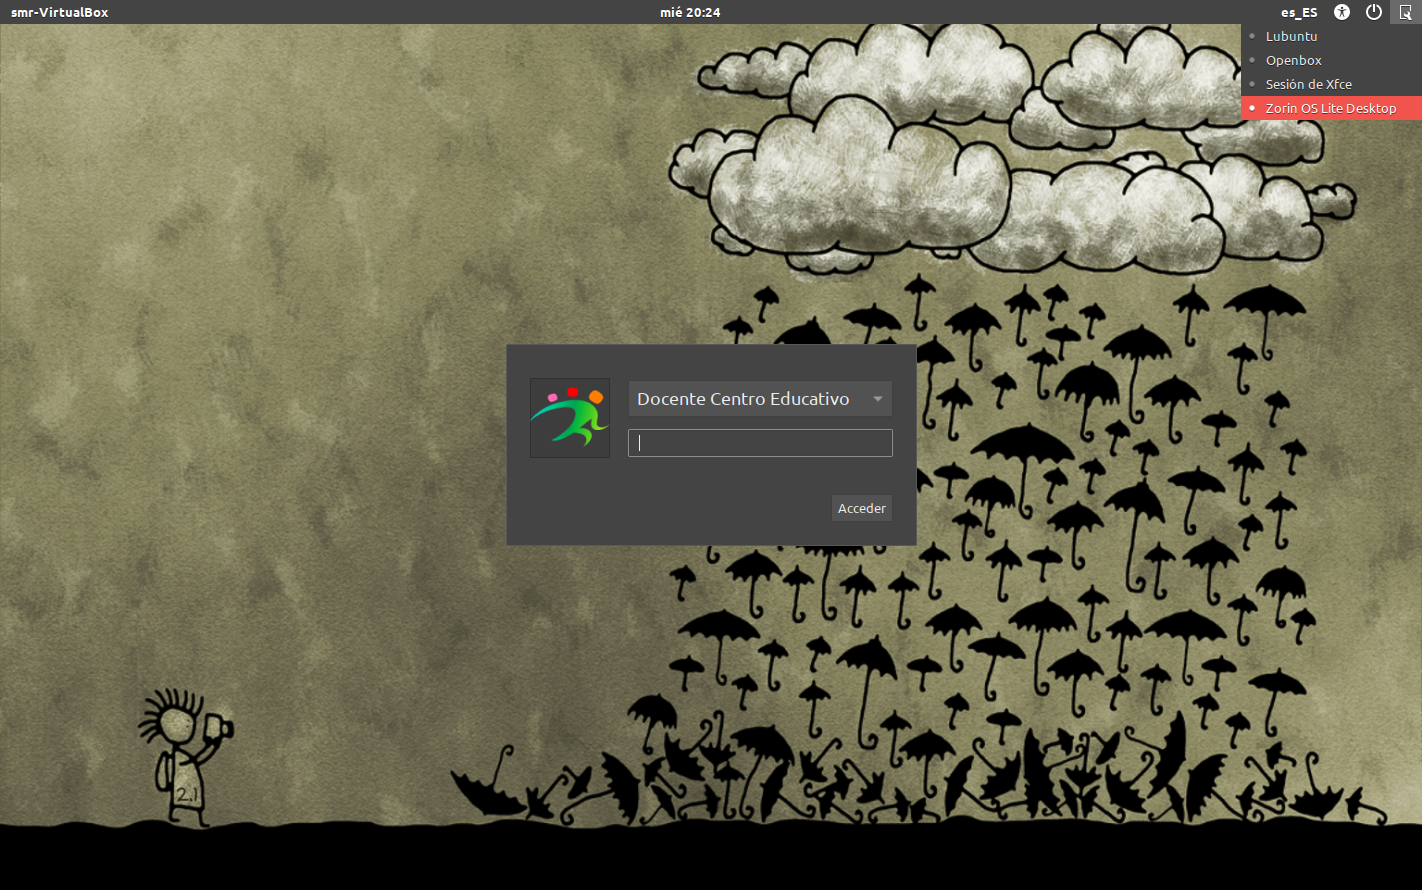 smr-VirtualBox
mié 20:24
es_ES
Lubuntu
Openbox
Sesión de Xfce
Zorin OS Lite Desktop
Docente Centro Educativo
Acceder
2.1